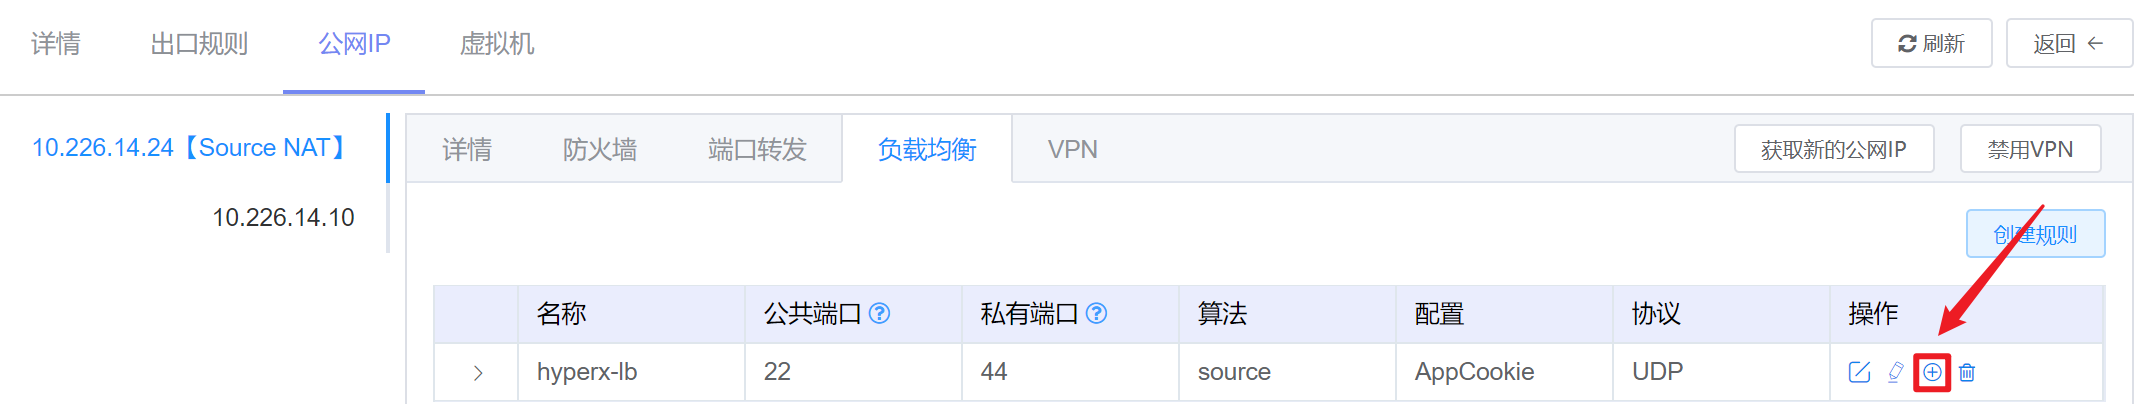 详情 出口规则 公网IP 虚拟机 刷新 返回
10.226.14.24【Source NAT】 详情 防火墙 端口转发 负载均衡 VPN 获取新的公网IP 禁用VPN
10.226.14.10 创建规则
名称 公共端口 私有端口 算法 配置 协议 操作
hyperx-lb 22 44 source AppCookie UDP